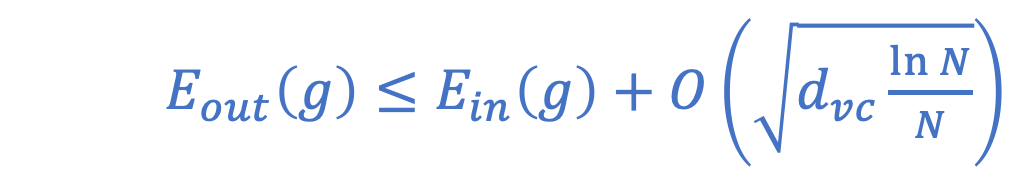 E_out(g) ≤ E_in(g) + O(√(d_vc ln N / N))